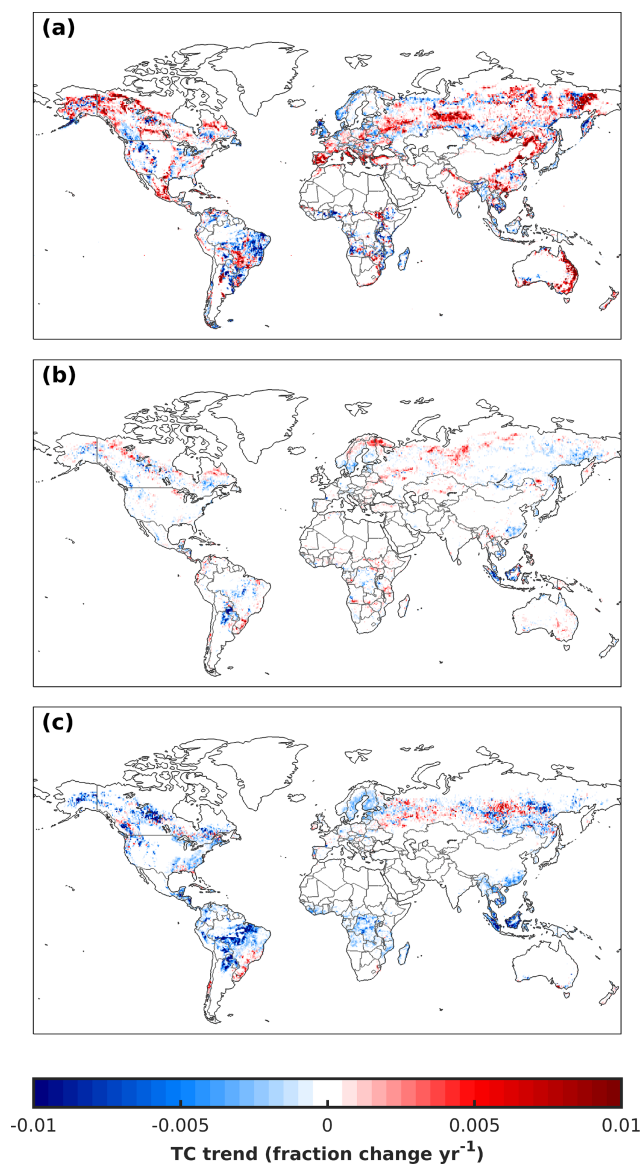 (a)
(b)
(c)
-0.01 -0.005 0 0.005 0.01
TC trend (fraction change yr⁻¹)